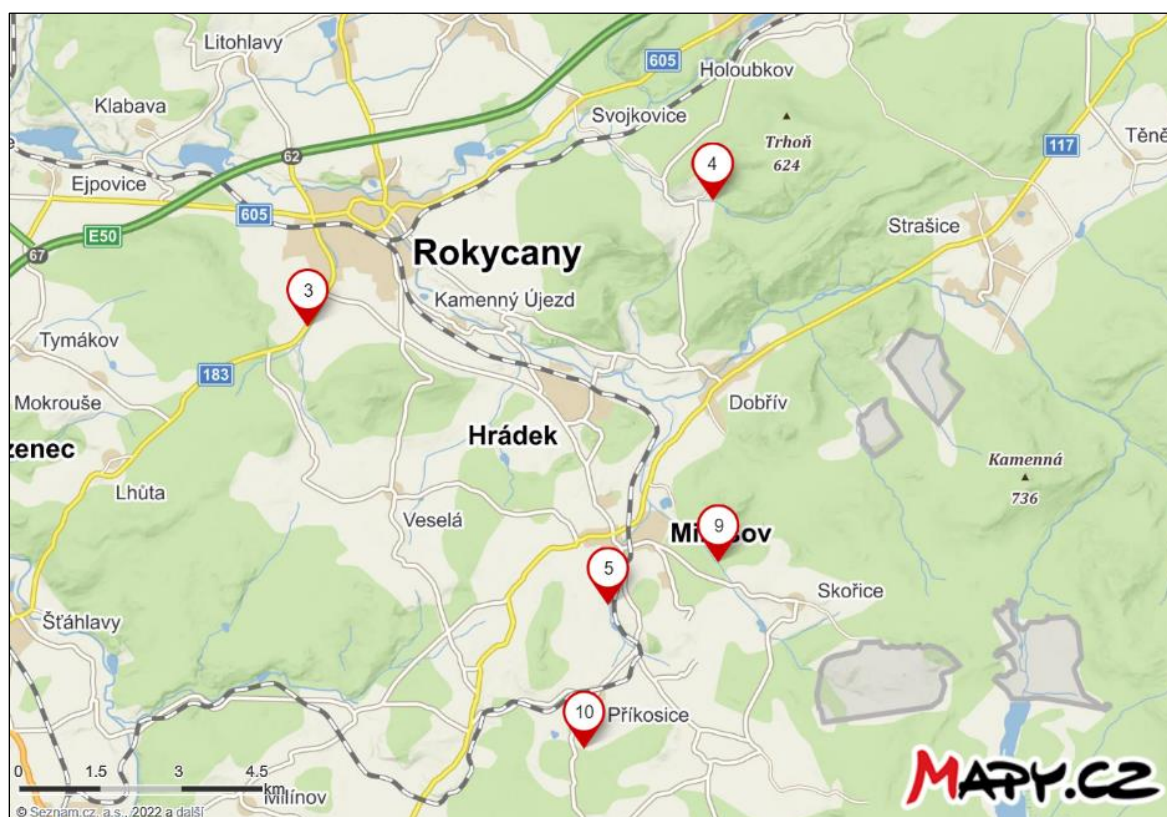 Litohlavy
605
Holoubkov
Klabava
Svojkovice
Trhoň
624
117
Těně
62
4
Ejpovice
605
E50
67
Strašice
Rokycany
3
Kamenný Újezd
Tymákov
183
Mokrouše
Dobřív
Hrádek
zenec
Kamenná
736
Lhůta
Veselá
9
5
Skořice
Šťáhlavy
10
Příkosice
0 1.5 3 4.5
km
Milínov
MAPY.CZ
© Seznam.cz, a.s., 2022 a další